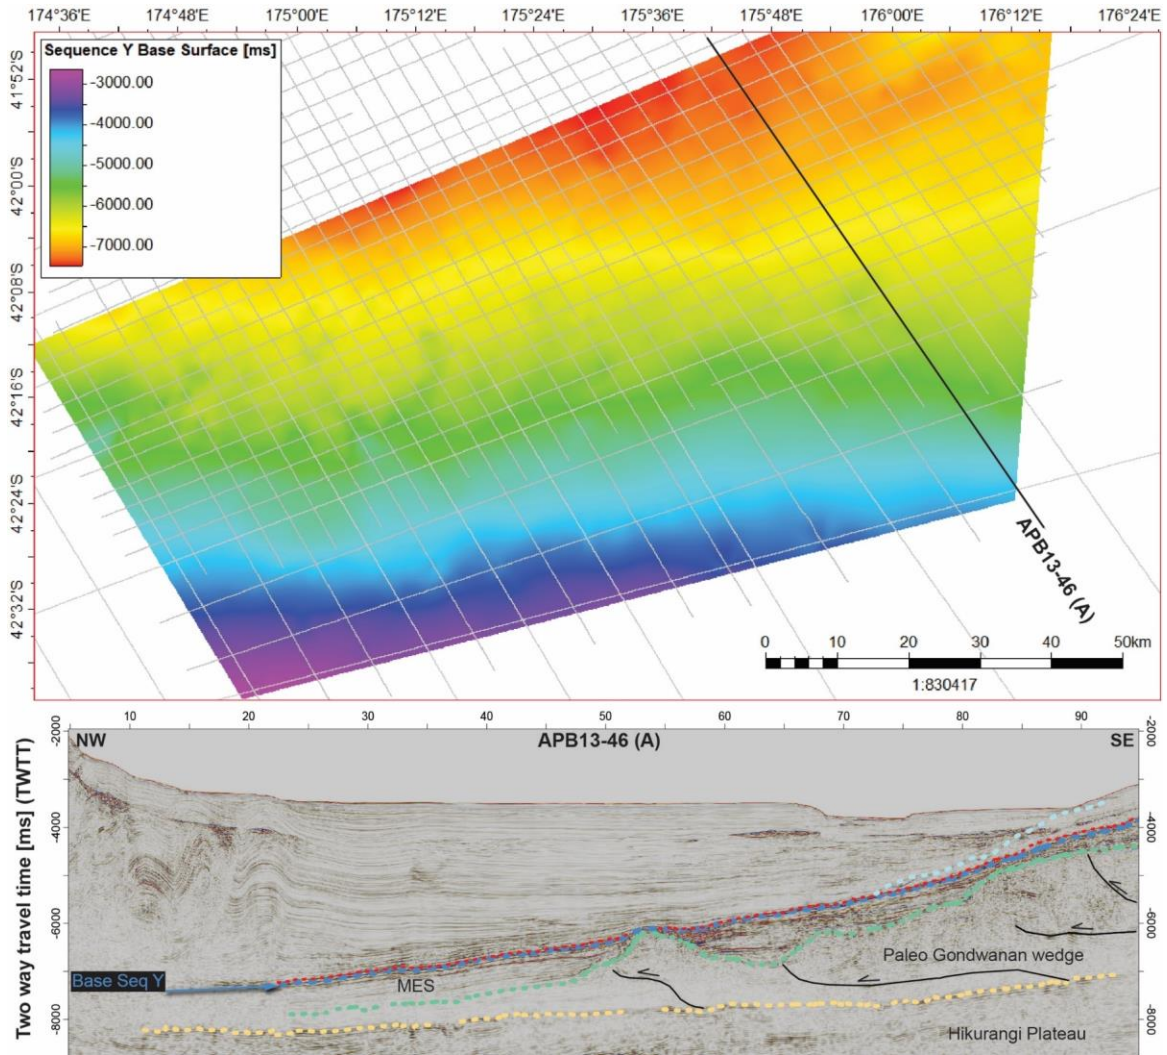 174°36'E 174°48'E 175°0'E 175°12'E 175°24'E 175°36'E 175°48'E 176°0'E 176°12'E 176°24'E
Sequence Y Base Surface [ms]
-3000.00
-4000.00
-5000.00
-6000.00
-7000.00
41°52'S
42°00'S
42°08'S
42°16'S
42°24'S
42°32'S
APB13-46 (A)
0 10 20 30 40 50km
1:830417
10 20 30 40 50 60 70 80 90
NW APB13-46 (A) SE
Two way travel time [ms] (TWTT)
-2000 -2000
4000 -4000
-6000 -6000
-8000 -8000
Base Seq Y
MES
Paleo Gondwanan wedge
Hikurangi Plateau